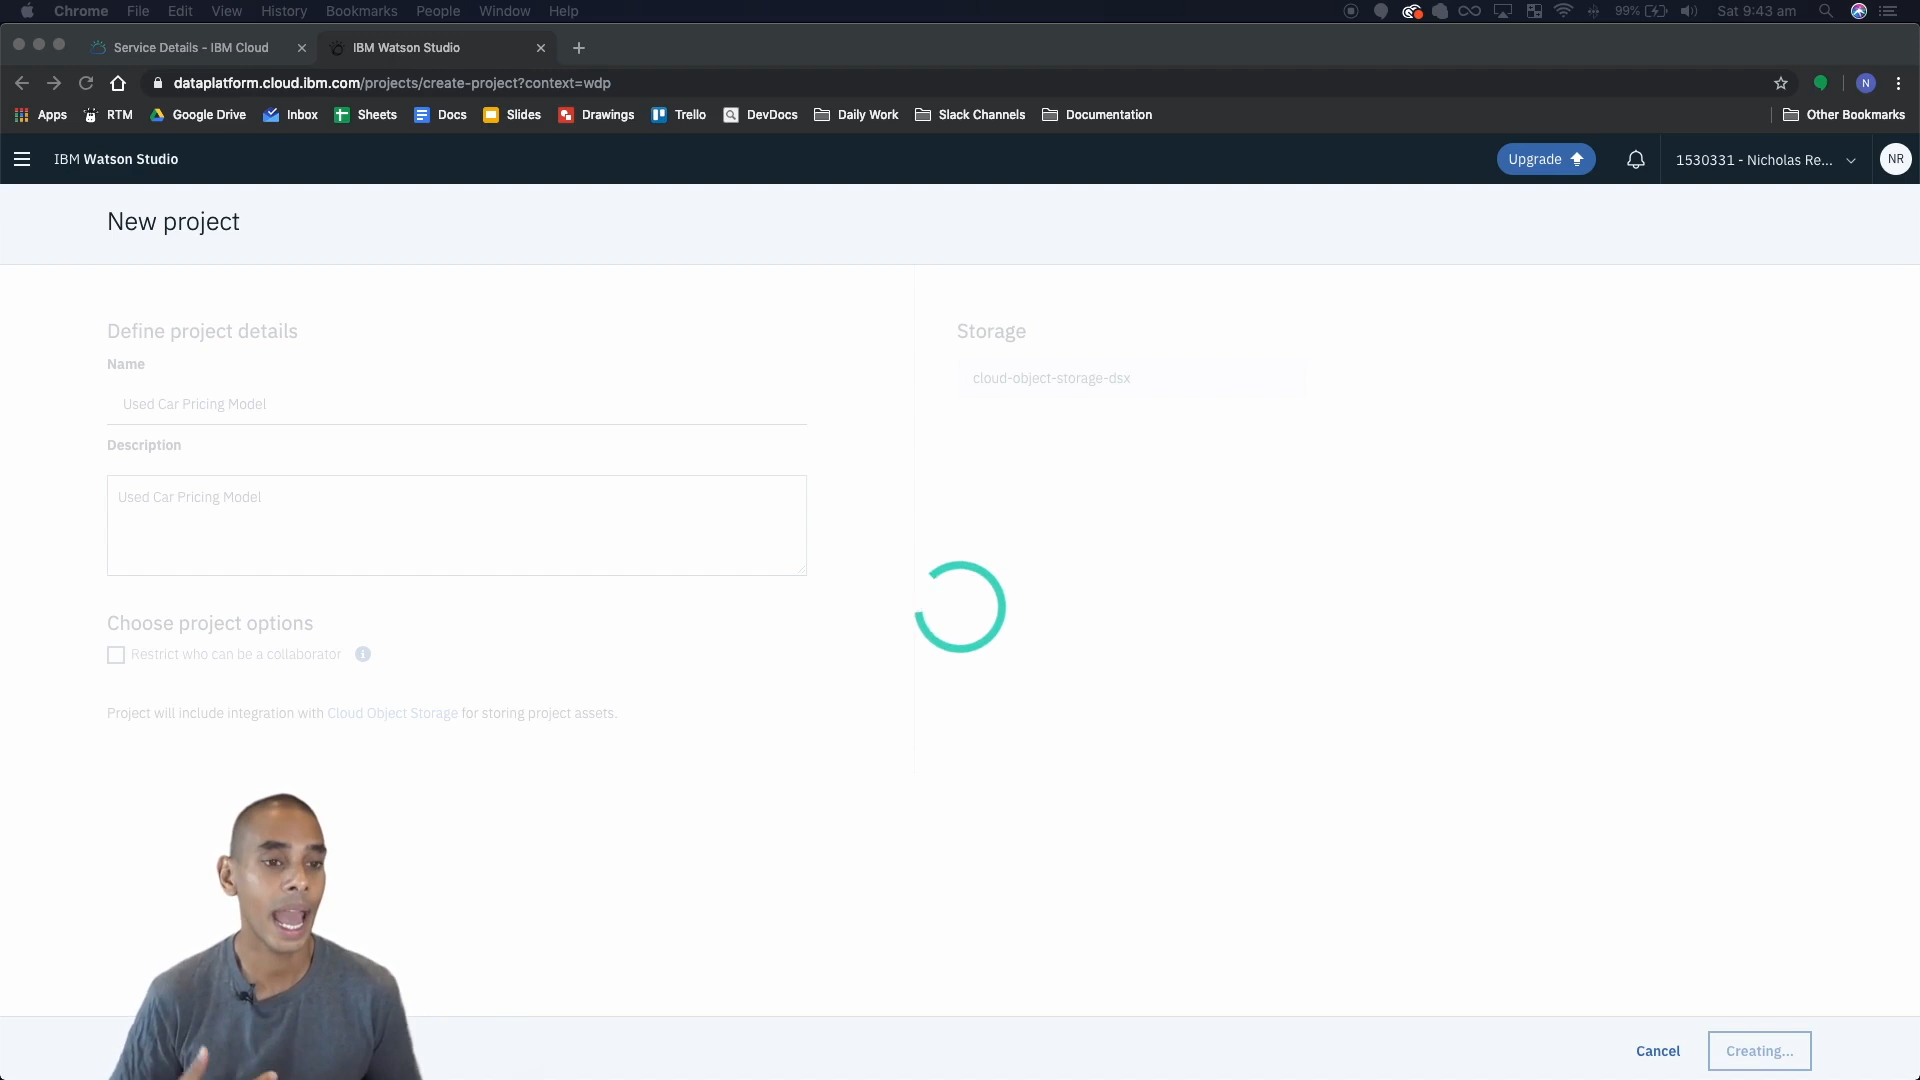 Chrome File Edit View History Bookmarks People Window Help 99% Sat 9:43 am
Service Details - IBM Cloud IBM Watson Studio
dataplatform.cloud.ibm.com/projects/create-project?context=wdp N
Apps RTM Google Drive Inbox Sheets Docs Slides Drawings Trello DevDocs Daily Work Slack Channels Documentation Other Bookmarks
IBM Watson Studio Upgrade 1530331 - Nicholas Re... NR
New project
Define project details
Name
Used Car Pricing Model
Description
Used Car Pricing Model
Choose project options
Restrict who can be a collaborator
Project will include integration with Cloud Object Storage for storing project assets.
Storage
cloud-object-storage-dsx
Cancel Creating...